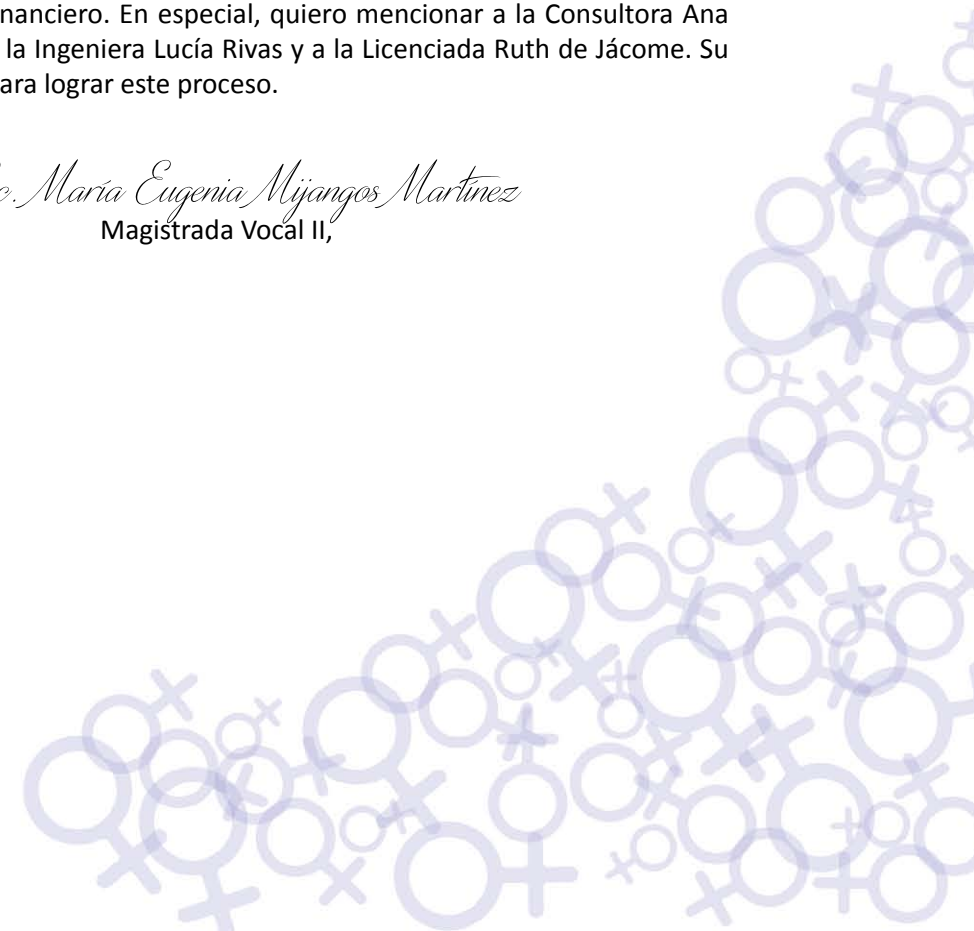 nanciero. En especial, quiero mencionar a la Consultora Ana
la Ingeniera Lucía Rivas y a la Licenciada Ruth de Jácome. Su
ara lograr este proceso.
c. María Eugenia Mijangos Martínez
Magistrada Vocal II,